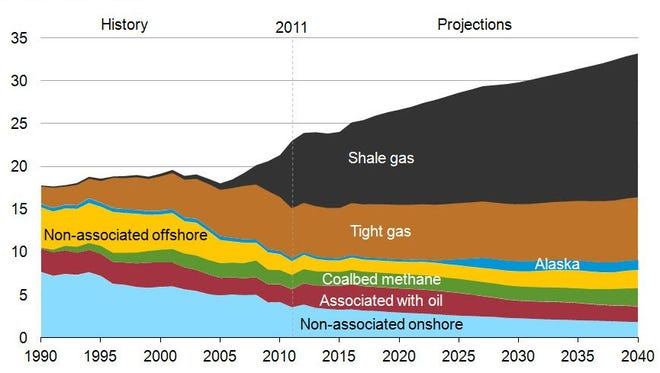 History
2011
Projections
35
30
25
20
15
10
5
0
Shale gas
Tight gas
Non-associated offshore
Alaska
Coalbed methane
Associated with oil
Non-associated onshore
1990 1995 2000 2005 2010 2015 2020 2025 2030 2035 2040